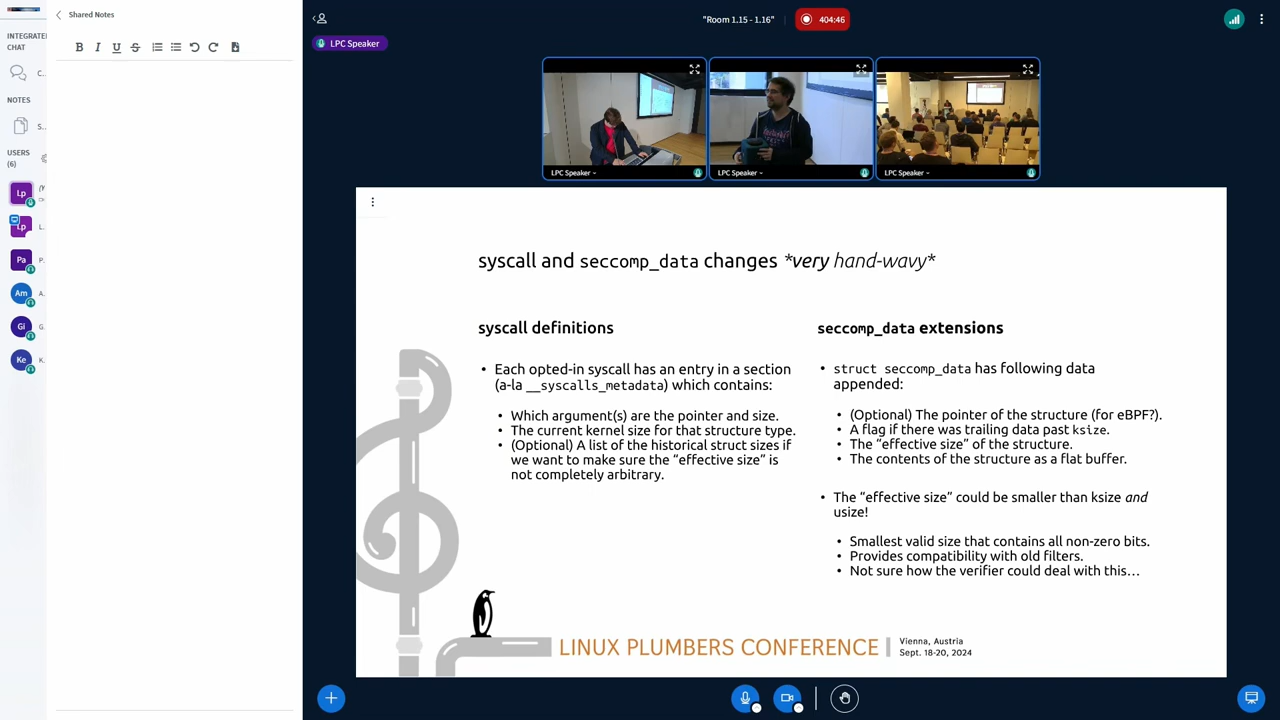 Shared Notes
INTEGRATE
CHAT
C..
NOTES
S..
USERS
(6)
Lp
Lp
L..
Pa
P..
Am
A..
Gi
G..
Ke
K..
"Room 1.15 - 1.16"
404:46
LPC Speaker
LPC Speaker
LPC Speaker
LPC Speaker
syscall and seccomp_data changes *very hand-wavy*
syscall definitions
• Each opted-in syscall has an entry in a section
(a-la __syscalls_metadata) which contains:
• Which argument(s) are the pointer and size.
• The current kernel size for that structure type.
• (Optional) A list of the historical struct sizes if
we want to make sure the “effective size” is
not completely arbitrary.
seccomp_data extensions
• struct seccomp_data has following data
appended:
• (Optional) The pointer of the structure (for eBPF?).
• A flag if there was trailing data past ksize.
• The “effective size” of the structure.
• The contents of the structure as a flat buffer.
• The “effective size” could be smaller than ksize and
usize!
• Smallest valid size that contains all non-zero bits.
• Provides compatibility with old filters.
• Not sure how the verifier could deal with this…
LINUX PLUMBERS CONFERENCE
Vienna, Austria
Sept. 18-20, 2024